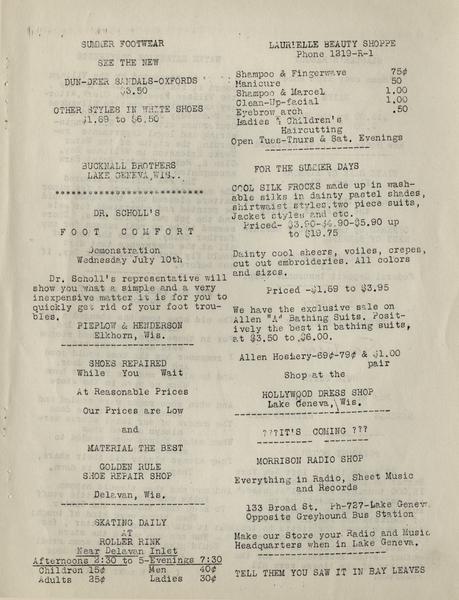 SUMMER FOOTWEAR
SEE THE NEW
DUN-DEER SANDALS-OXFORDS
$3.50
OTHER STYLES IN WHITE SHOES
$1.69 to $6.50
BUCKNALL BROTHERS
LAKE GENEVA,WIS..
DR. SCHOLL'S
FOOT COMFORT
Demonstration
Wednesday July 10th
Dr. Scholl's representative will
show you what a simple and a very
inexpensive matter it is for you to
quickly get rid of your foot trou-
bles.
PIEPLOW & HENDERSON
Elkhorn, Wis.
SHOES REPAIRED
While You Wait
At Reasonable Prices
Our Prices are Low
and
MATERIAL THE BEST
GOLDEN RULE
SHOE REPAIR SHOP
Delavan, Wis.
SKATING DAILY
AT
ROLLER RINK
Near Delavan Inlet
Afternoons 2:30 to 5-Evenings 7:30
Children 15¢ Men 40¢
Adults 25¢ Ladies 30¢
LAURIELLE BEAUTY SHOPPE
Phone 1319-R-1
Shampoo & Fingerwave 75¢
Manicure 50
Shampoo & Marcel 1.00
Clean-Up-facial 1.00
Eyebrow arch .50
Ladies & Children's
Haircutting
Open Tues-Thurs & Sat. Evenings
FOR THE SUMMER DAYS
COOL SILK FROCKS made up in wash-
able silks in dainty pastel shades,
shirtwaist styles,two piece suits,
Jacket styles and etc.
Priced- $3.90-$4.90-$5.90 up
to $19.75
Dainty cool sheers, voiles, crepes,
cut out embroideries. All colors
and sizes.
Priced -$1.69 to $3.95
We have the exclusive sale on
Allen "A" Bathing Suits. Posit-
ively the best in bathing suits,
at $3.50 to $6.00.
Allen Hosiery-69¢-79¢ & $1.00
pair
Shop at the
HOLLYWOOD DRESS SHOP
Lake Geneva, Wis.
???IT'S COMING ???
MORRISON RADIO SHOP
Everything in Radio, Sheet Music
and Records
133 Broad St. Ph-727-Lake Geneva
Opposite Greyhound Bus Station
Make our Store your Radio and Music
Headquarters when in Lake Geneva.
TELL THEM YOU SAW IT IN BAY LEAVES